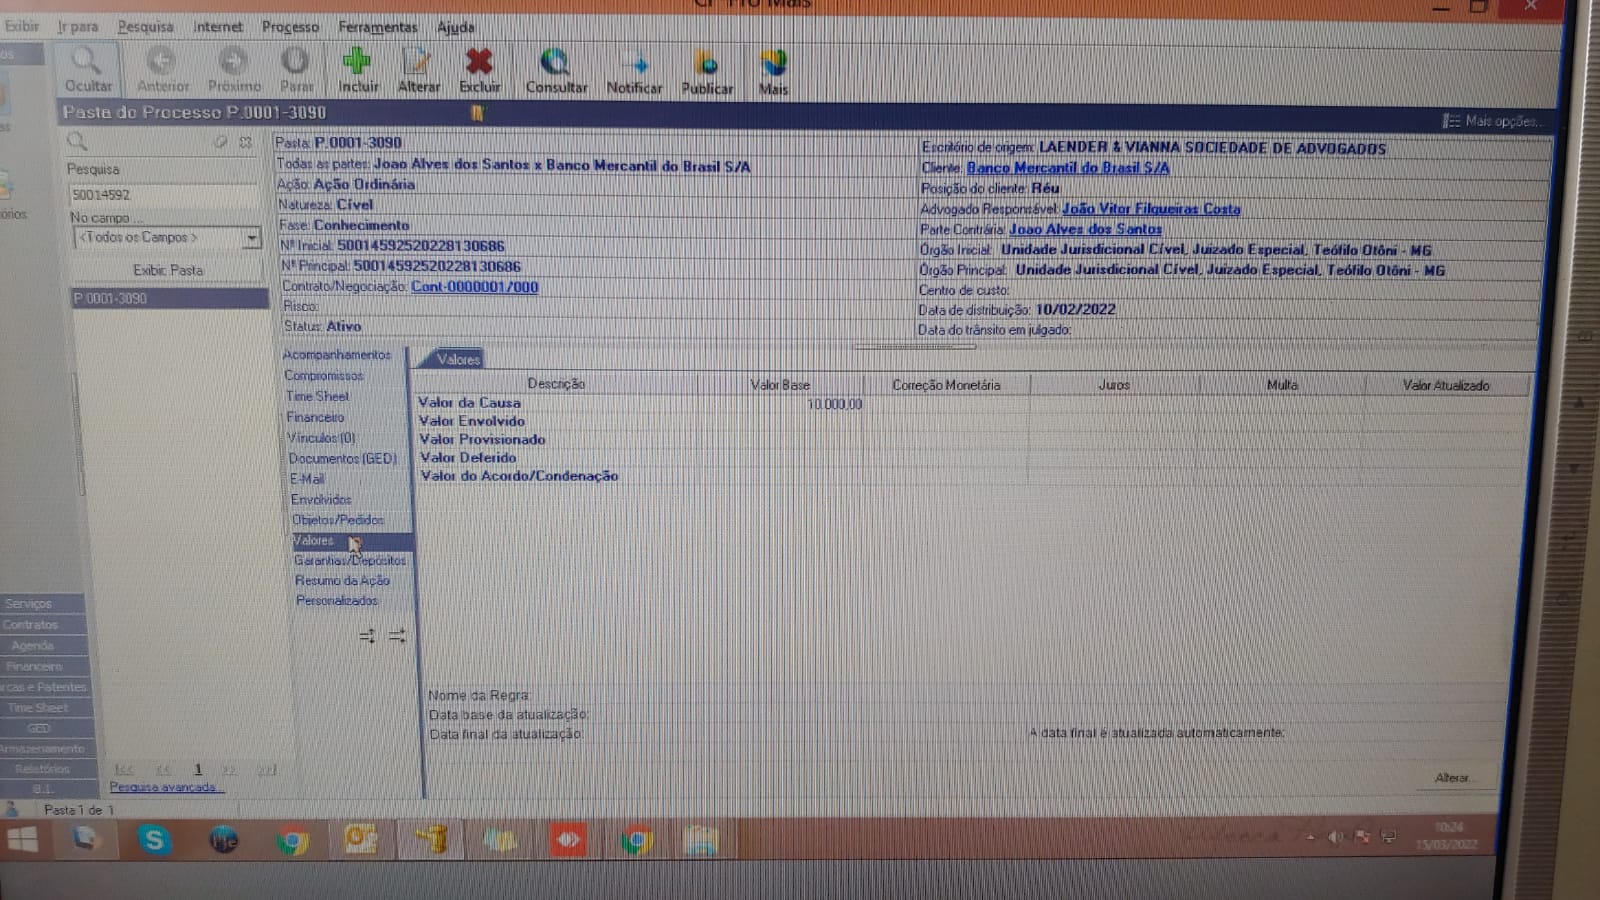 CP Pro Mais
Exibir Ir para Pesquisa Internet Processo Ferramentas Ajuda
Ocultar Anterior Próximo Parar Incluir Alterar Excluir Consultar Notificar Publicar Mais
Pasta do Processo P.0001-3090
Mais opções...
Pesquisa
50014592
No campo ...
<Todos os Campos >
Exibir Pasta
P.0001-3090
Pasta: P.0001-3090
Todas as partes: Joao Alves dos Santos x Banco Mercantil do Brasil S/A
Ação: Ação Ordinária
Natureza: Cível
Fase: Conhecimento
Nº Inicial: 50014592520228130686
Nº Principal: 50014592520228130686
Contrato/Negociação: Cont-0000001/000
Risco:
Status: Ativo
Escritório de origem: LAENDER & VIANNA SOCIEDADE DE ADVOGADOS
Cliente: Banco Mercantil do Brasil S/A
Posição do cliente: Réu
Advogado Responsável: João Vitor Filgueiras Costa
Parte Contrária: Joao Alves dos Santos
Órgão Inicial: Unidade Jurisdicional Cível, Juizado Especial, Teófilo Otôni - MG
Órgão Principal: Unidade Jurisdicional Cível, Juizado Especial, Teófilo Otôni - MG
Centro de custo:
Data de distribuição: 10/02/2022
Data do trânsito em julgado:
Acompanhamentos
Compromissos
Time Sheet
Financeiro
Vínculos (0)
Documentos (GED)
E-Mail
Envolvidos
Objetos/Pedidos
Valores
Garantias/Depósitos
Resumo da Ação
Personalizados
Valores
Descrição Valor Base Correção Monetária Juros Multa Valor Atualizado
Valor da Causa 10.000,00
Valor Envolvido
Valor Provisionado
Valor Deferido
Valor do Acordo/Condenação
Nome da Regra:
Data base da atualização:
Data final da atualização:
A data final é atualizada automaticamente:
Alterar...
Serviços
Contratos
Agenda
Financeiro
rcas e Patentes
Time Sheet
GED
Armazenamento
Relatórios
B.I.
1
Pesquisa avançada...
Pasta 1 de 1
10:24
15/03/2022